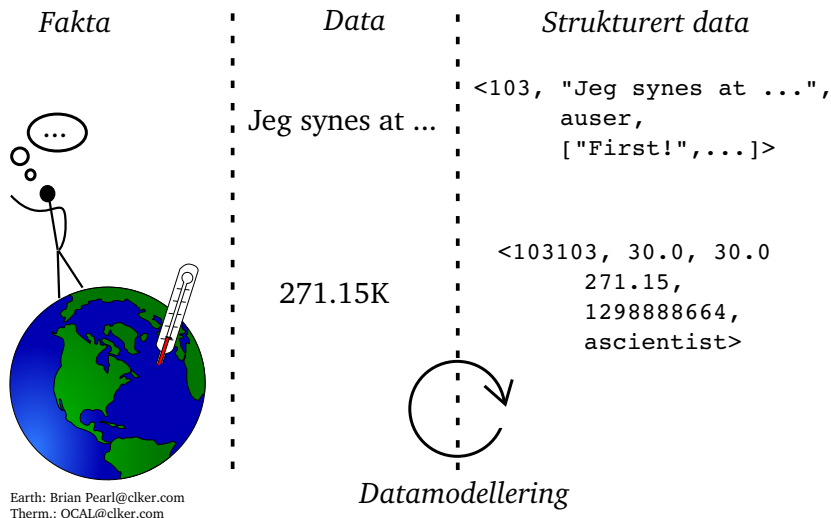 Fakta
Data
Strukturert data
...
Jeg synes at ...
<103, "Jeg synes at ...",
auser,
["First!",...]>
271.15K
<103103, 30.0, 30.0
271.15,
1298888664,
ascientist>
Datamodellering
Earth: Brian Pearl@clker.com
Therm.: OCAL@clker.com